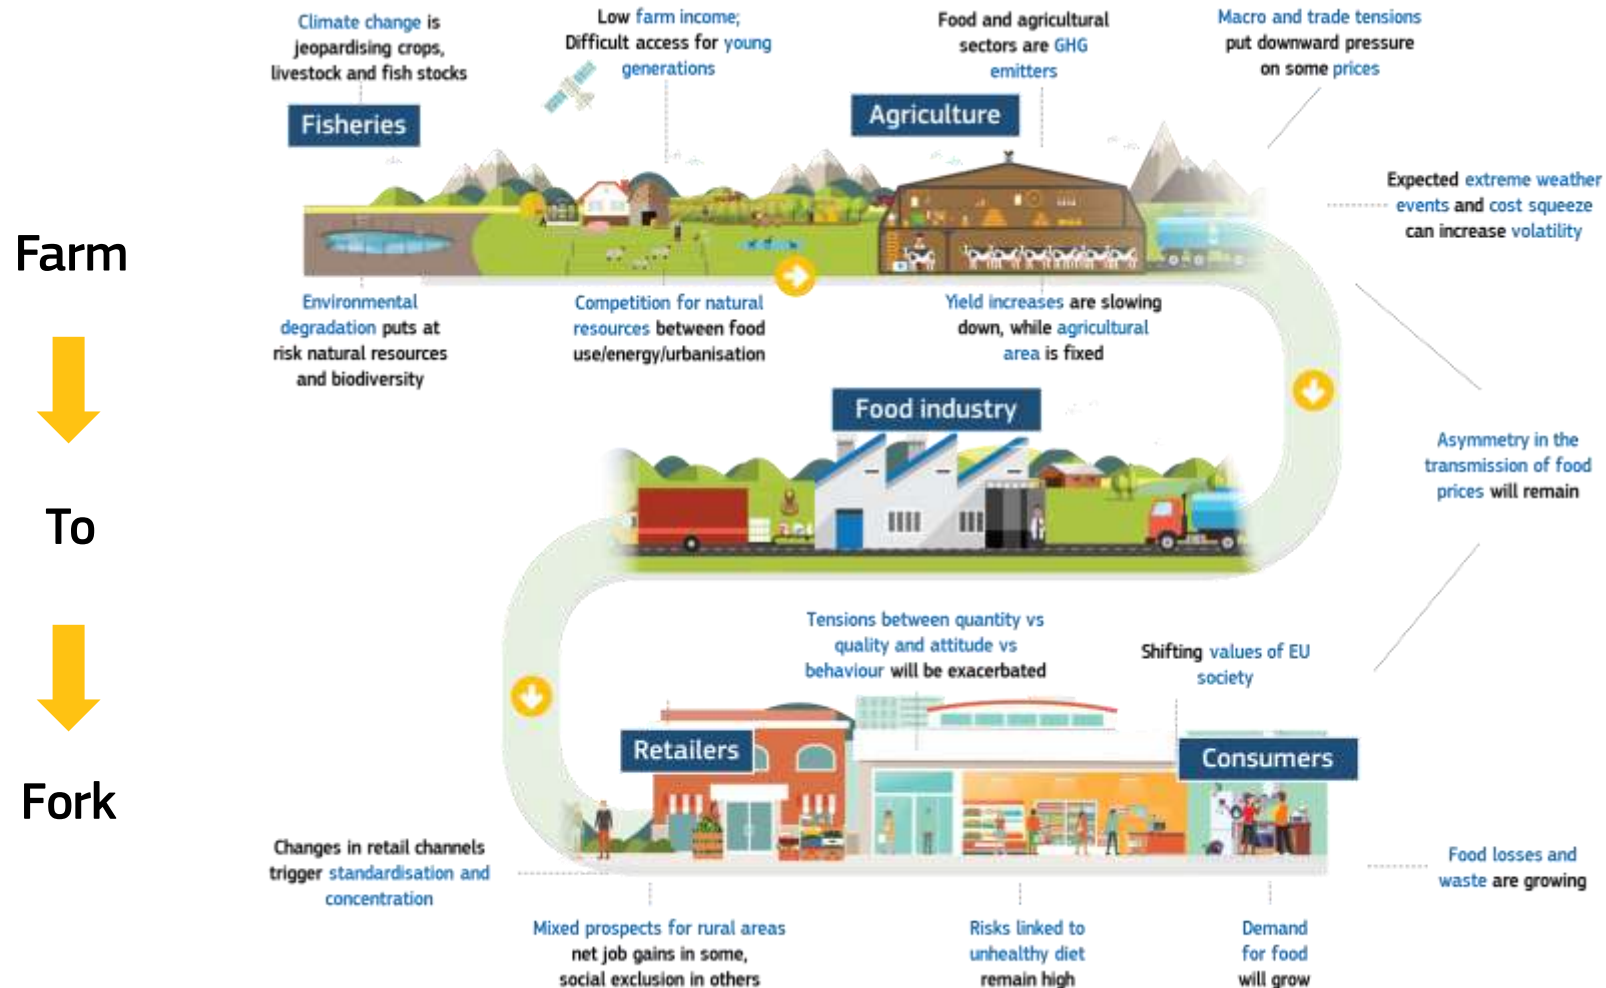 Climate change is
jeopardising crops,
livestock and fish stocks
Low farm income;
Difficult access for young
generations
Food and agricultural
sectors are GHG
emitters
Macro and trade tensions
put downward pressure
on some prices
Fisheries
Agriculture
Expected extreme weather
events and cost squeeze
can increase volatility
Farm
Environmental
degradation puts at
risk natural resources
and biodiversity
Competition for natural
resources between food
use/energy/urbanisation
Yield increases are slowing
down, while agricultural
area is fixed
Food industry
Asymmetry in the
transmission of food
prices will remain
To
Tensions between quantity vs
quality and attitude vs
behaviour will be exacerbated
Shifting values of EU
society
Retailers
Consumers
Fork
Changes in retail channels
trigger standardisation and
concentration
Food losses and
waste are growing
Mixed prospects for rural areas
net job gains in some,
social exclusion in others
Risks linked to
unhealthy diet
remain high
Demand
for food
will grow